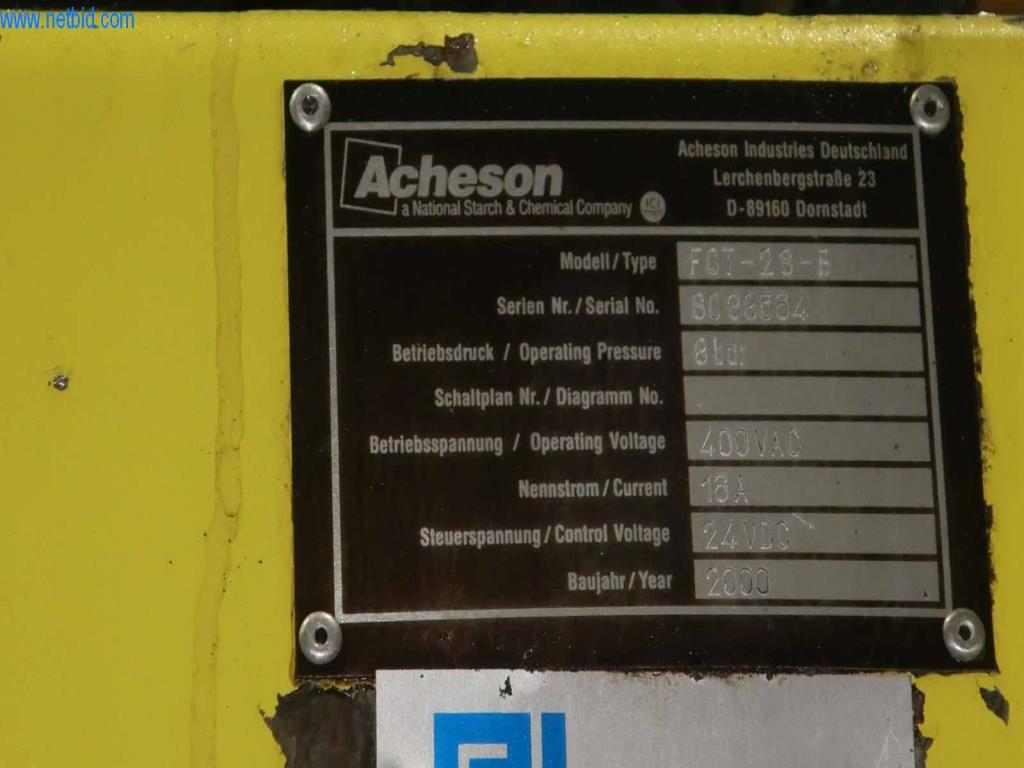 www.netbid.com
Acheson
a National Starch & Chemical Company
ICI
Acheson Industries Deutschland
Lerchenbergstraße 23
D-89160 Dornstadt
Modell/Type
Serien Nr./Serial No.
Betriebsdruck / Operating Pressure 8bar
Schaltplan Nr./ Diagramm No.
Betriebsspannung / Operating Voltage 400VAC
Nennstrom/Current 16A
Steuerspannung/Control Voltage 24VDC
Baujahr/Year 2000